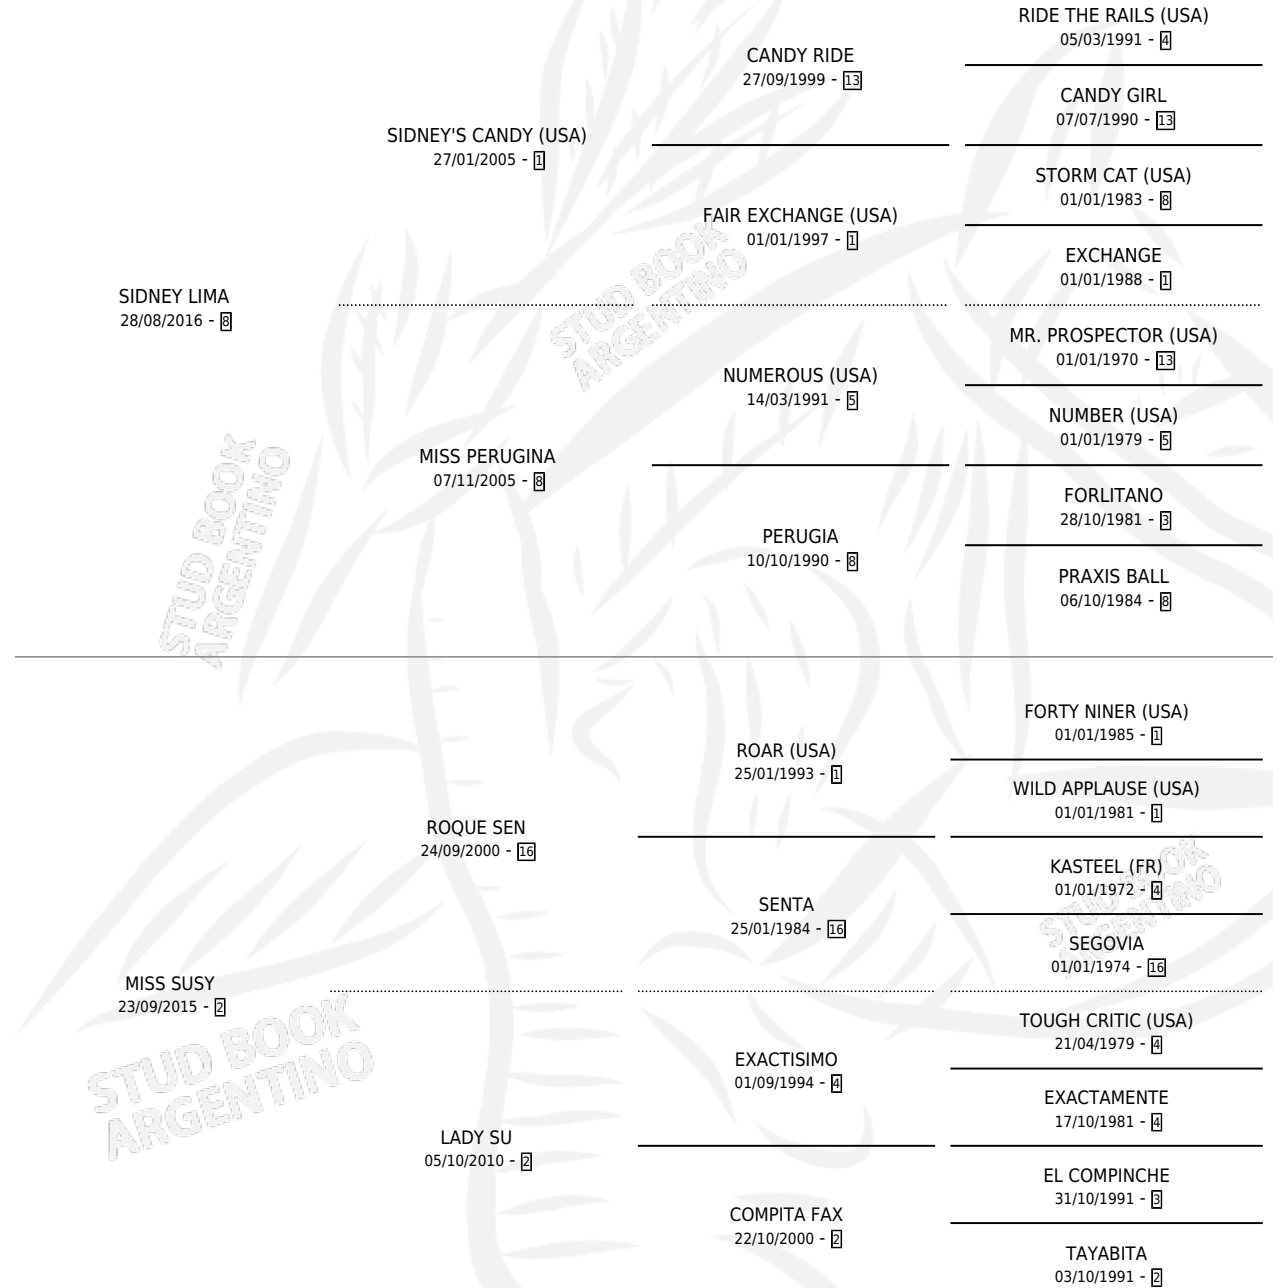 RIDE THE RAILS (USA)
05/03/1991 - 4
CANDY RIDE
27/09/1999 - 13
CANDY GIRL
07/07/1990 - 13
SIDNEY'S CANDY (USA)
27/01/2005 - 1
STORM CAT (USA)
01/01/1983 - 8
FAIR EXCHANGE (USA)
01/01/1997 - 1
EXCHANGE
01/01/1988 - 1
SIDNEY LIMA
28/08/2016 - 8
STUD BOOK
ARGENTINO
MR. PROSPECTOR (USA)
01/01/1970 - 13
NUMEROUS (USA)
14/03/1991 - 5
NUMBER (USA)
01/01/1979 - 5
MISS PERUGINA
07/11/2005 - 8
FORLITANO
28/10/1981 - 3
PERUGIA
10/10/1990 - 8
PRAXIS BALL
06/10/1984 - 8
STUD BOOK
ARGENTINO
FORTY NINER (USA)
01/01/1985 - 1
ROAR (USA)
25/01/1993 - 1
WILD APPLAUSE (USA)
01/01/1981 - 1
ROQUE SEN
24/09/2000 - 16
KASTEEL (FR)
01/01/1972 - 4
SENTA
25/01/1984 - 16
SEGOVIA
01/01/1974 - 16
STUD BOOK
ARGENTINO
MISS SUSY
23/09/2015 - 2
STUD BOOK
ARGENTINO
TOUGH CRITIC (USA)
21/04/1979 - 4
EXACTISIMO
01/09/1994 - 4
EXACTAMENTE
17/10/1981 - 4
LADY SU
05/10/2010 - 2
EL COMPINCHE
31/10/1991 - 3
COMPITA FAX
22/10/2000 - 2
TAYABITA
03/10/1991 - 2